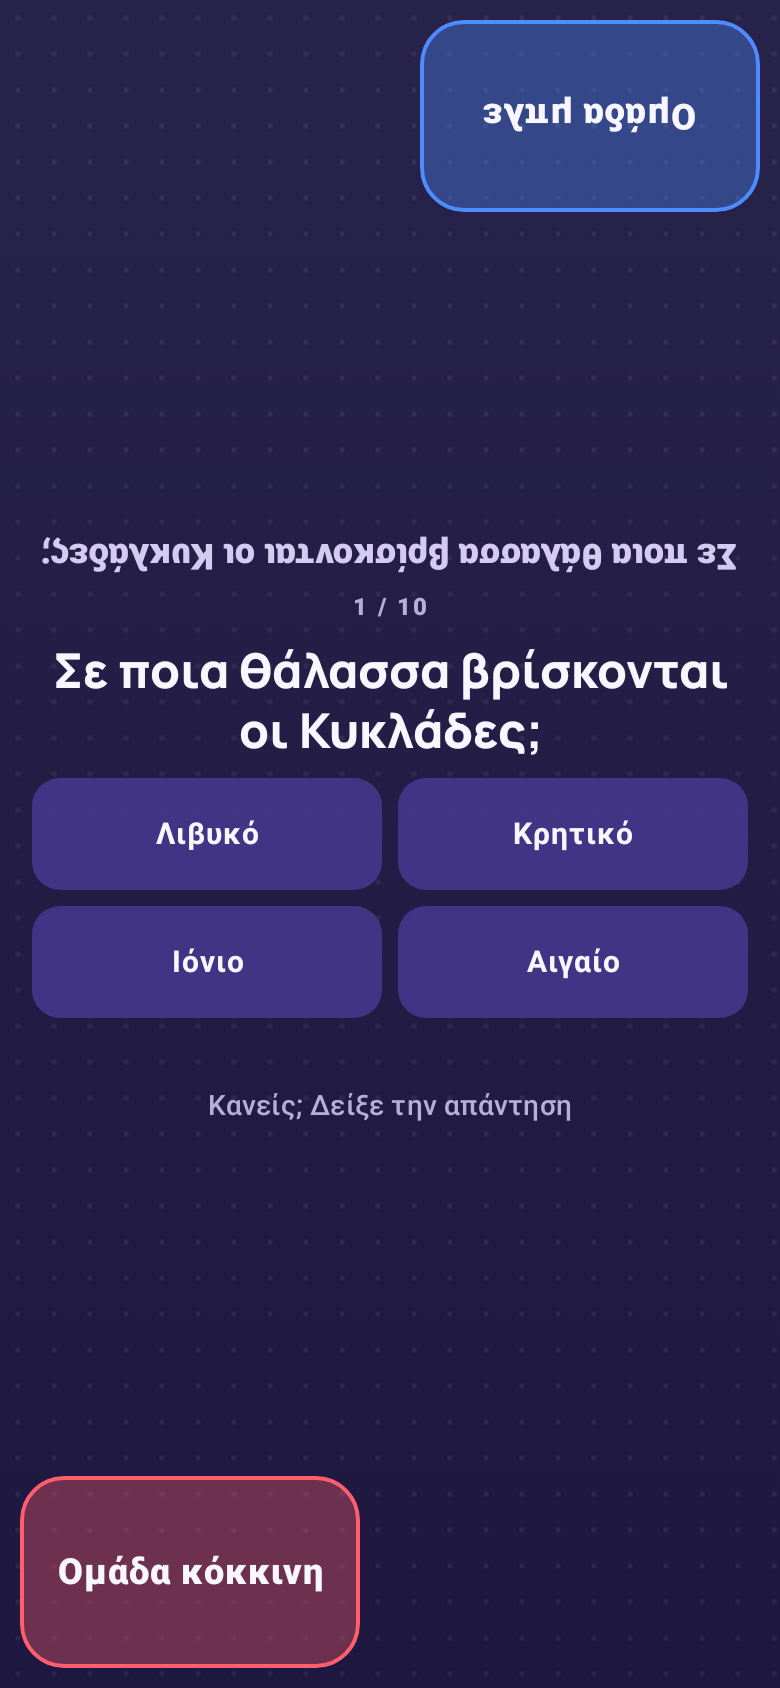 Ομάδα μπλε
Σε ποια θάλασσα βρίσκονται οι Κυκλάδες;
1 / 10
Σε ποια θάλασσα βρίσκονται
οι Κυκλάδες;
Λιβυκό
Κρητικό
Ιόνιο
Αιγαίο
Κανείς; Δείξε την απάντηση
Ομάδα κόκκινη